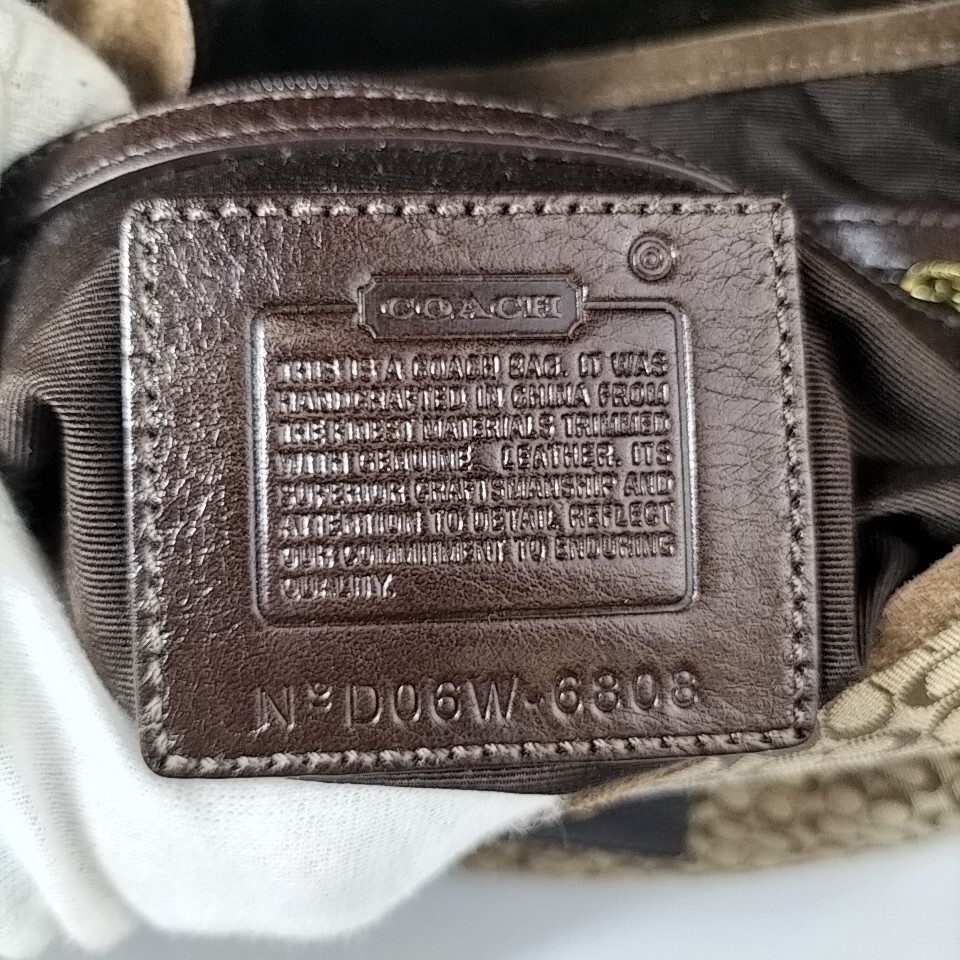 COACH
THIS IS A COACH BAG. IT WAS
HANDCRAFTED IN CHINA FROM
THE FINEST MATERIALS TRIMMED
WITH GENUINE LEATHER. ITS
SUPERIOR CRAFTSMANSHIP AND
ATTENTION TO DETAIL REFLECT
OUR COMMITMENT TO ENDURING
QUALITY.
Nº D06W-6808